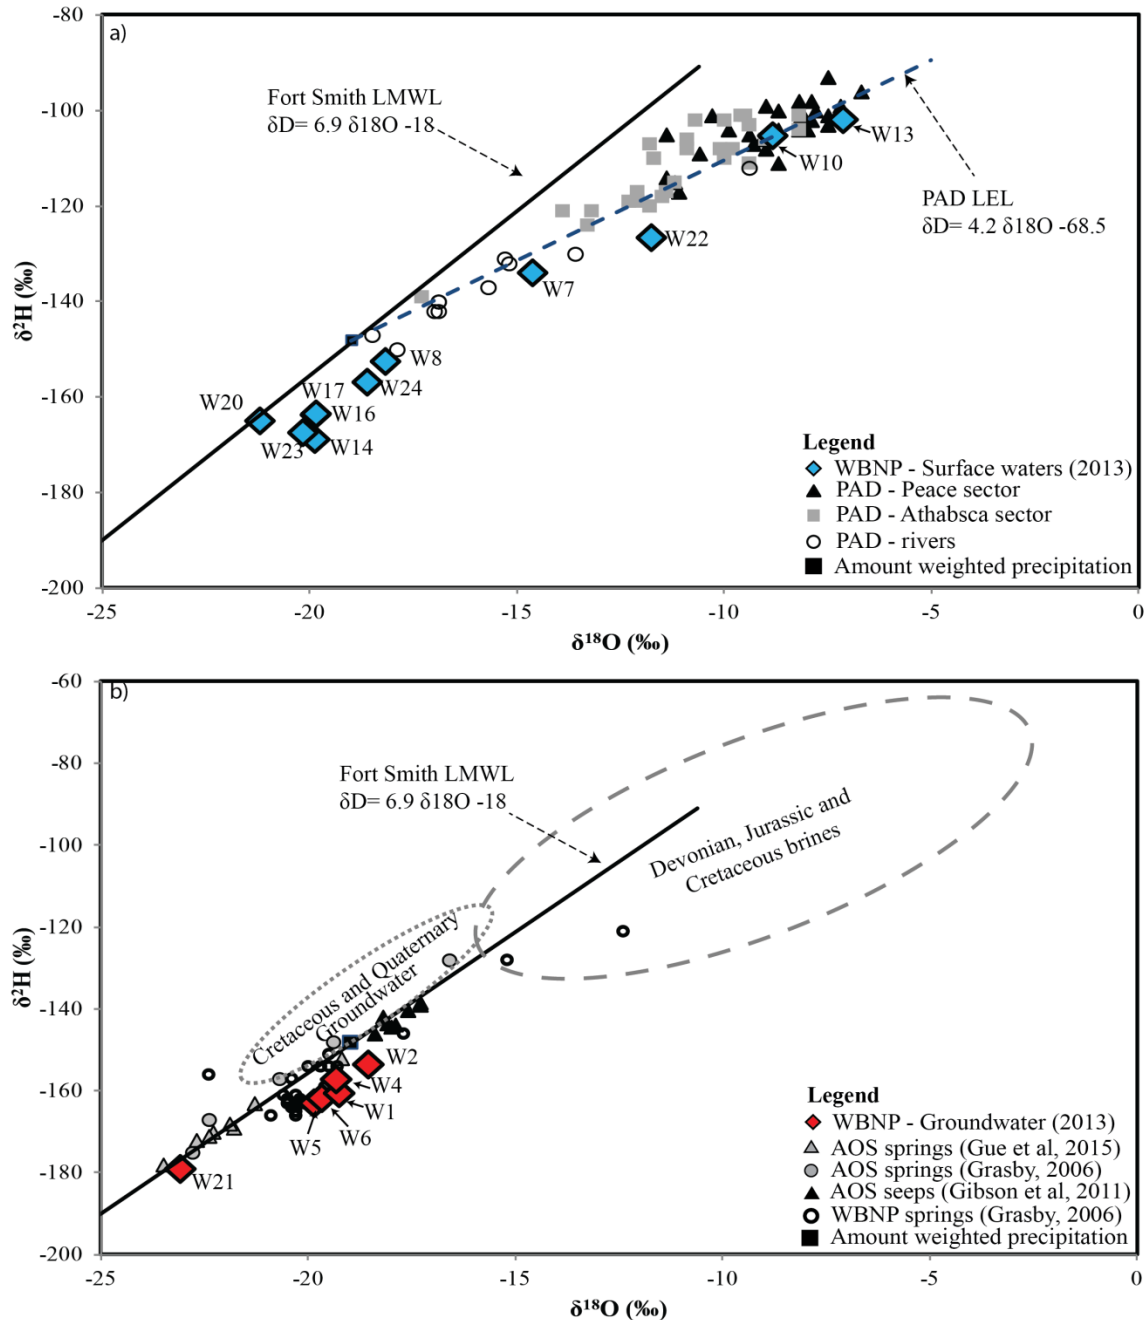 a)
-80
-100
-120
-140
-160
-180
-200
δ²H (‰)
Fort Smith LMWL
δD= 6.9 δ18O -18
W13
W10
PAD LEL
δD= 4.2 δ18O -68.5
W22
W7
W8
W24
W17
W16
W20
W23
W14
Legend
WBNP - Surface waters (2013)
PAD - Peace sector
PAD - Athabsca sector
PAD - rivers
Amount weighted precipitation
-25 -20 -15 -10 -5 0
δ¹⁸O (‰)
b)
-60
-80
-100
-120
-140
-160
-180
-200
δ²H (‰)
Fort Smith LMWL
δD= 6.9 δ18O -18
Devonian, Jurassic and
Cretaceous brines
Cretaceous and Quaternary
Groundwater
W2
W4
W1
W6
W5
W21
Legend
WBNP - Groundwater (2013)
AOS springs (Gue et al, 2015)
AOS springs (Grasby, 2006)
AOS seeps (Gibson et al, 2011)
WBNP springs (Grasby, 2006)
Amount weighted precipitation
-25 -20 -15 -10 -5 0
δ¹⁸O (‰)